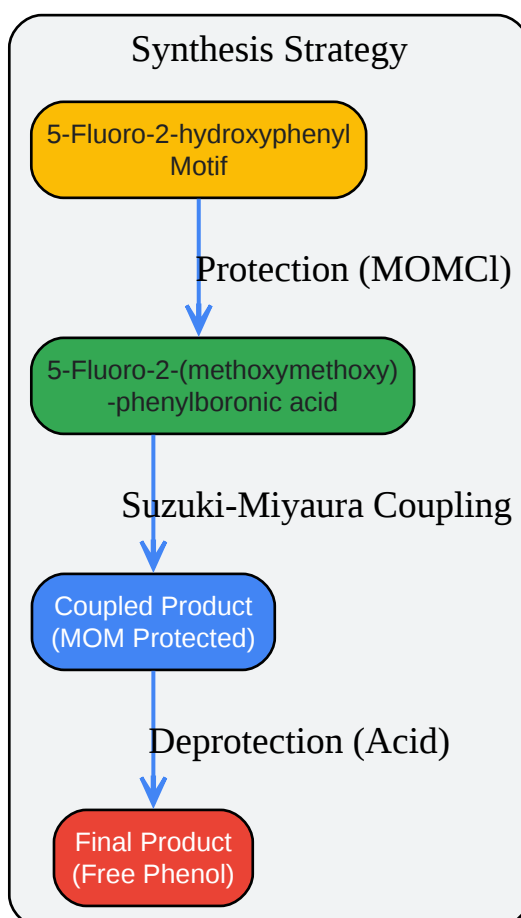 Synthesis Strategy
5-Fluoro-2-hydroxyphenyl
Motif
Protection (MOMCl)
5-Fluoro-2-(methoxymethoxy)
-phenylboronic acid
Suzuki-Miyaura Coupling
Coupled Product
(MOM Protected)
Deprotection (Acid)
Final Product
(Free Phenol)